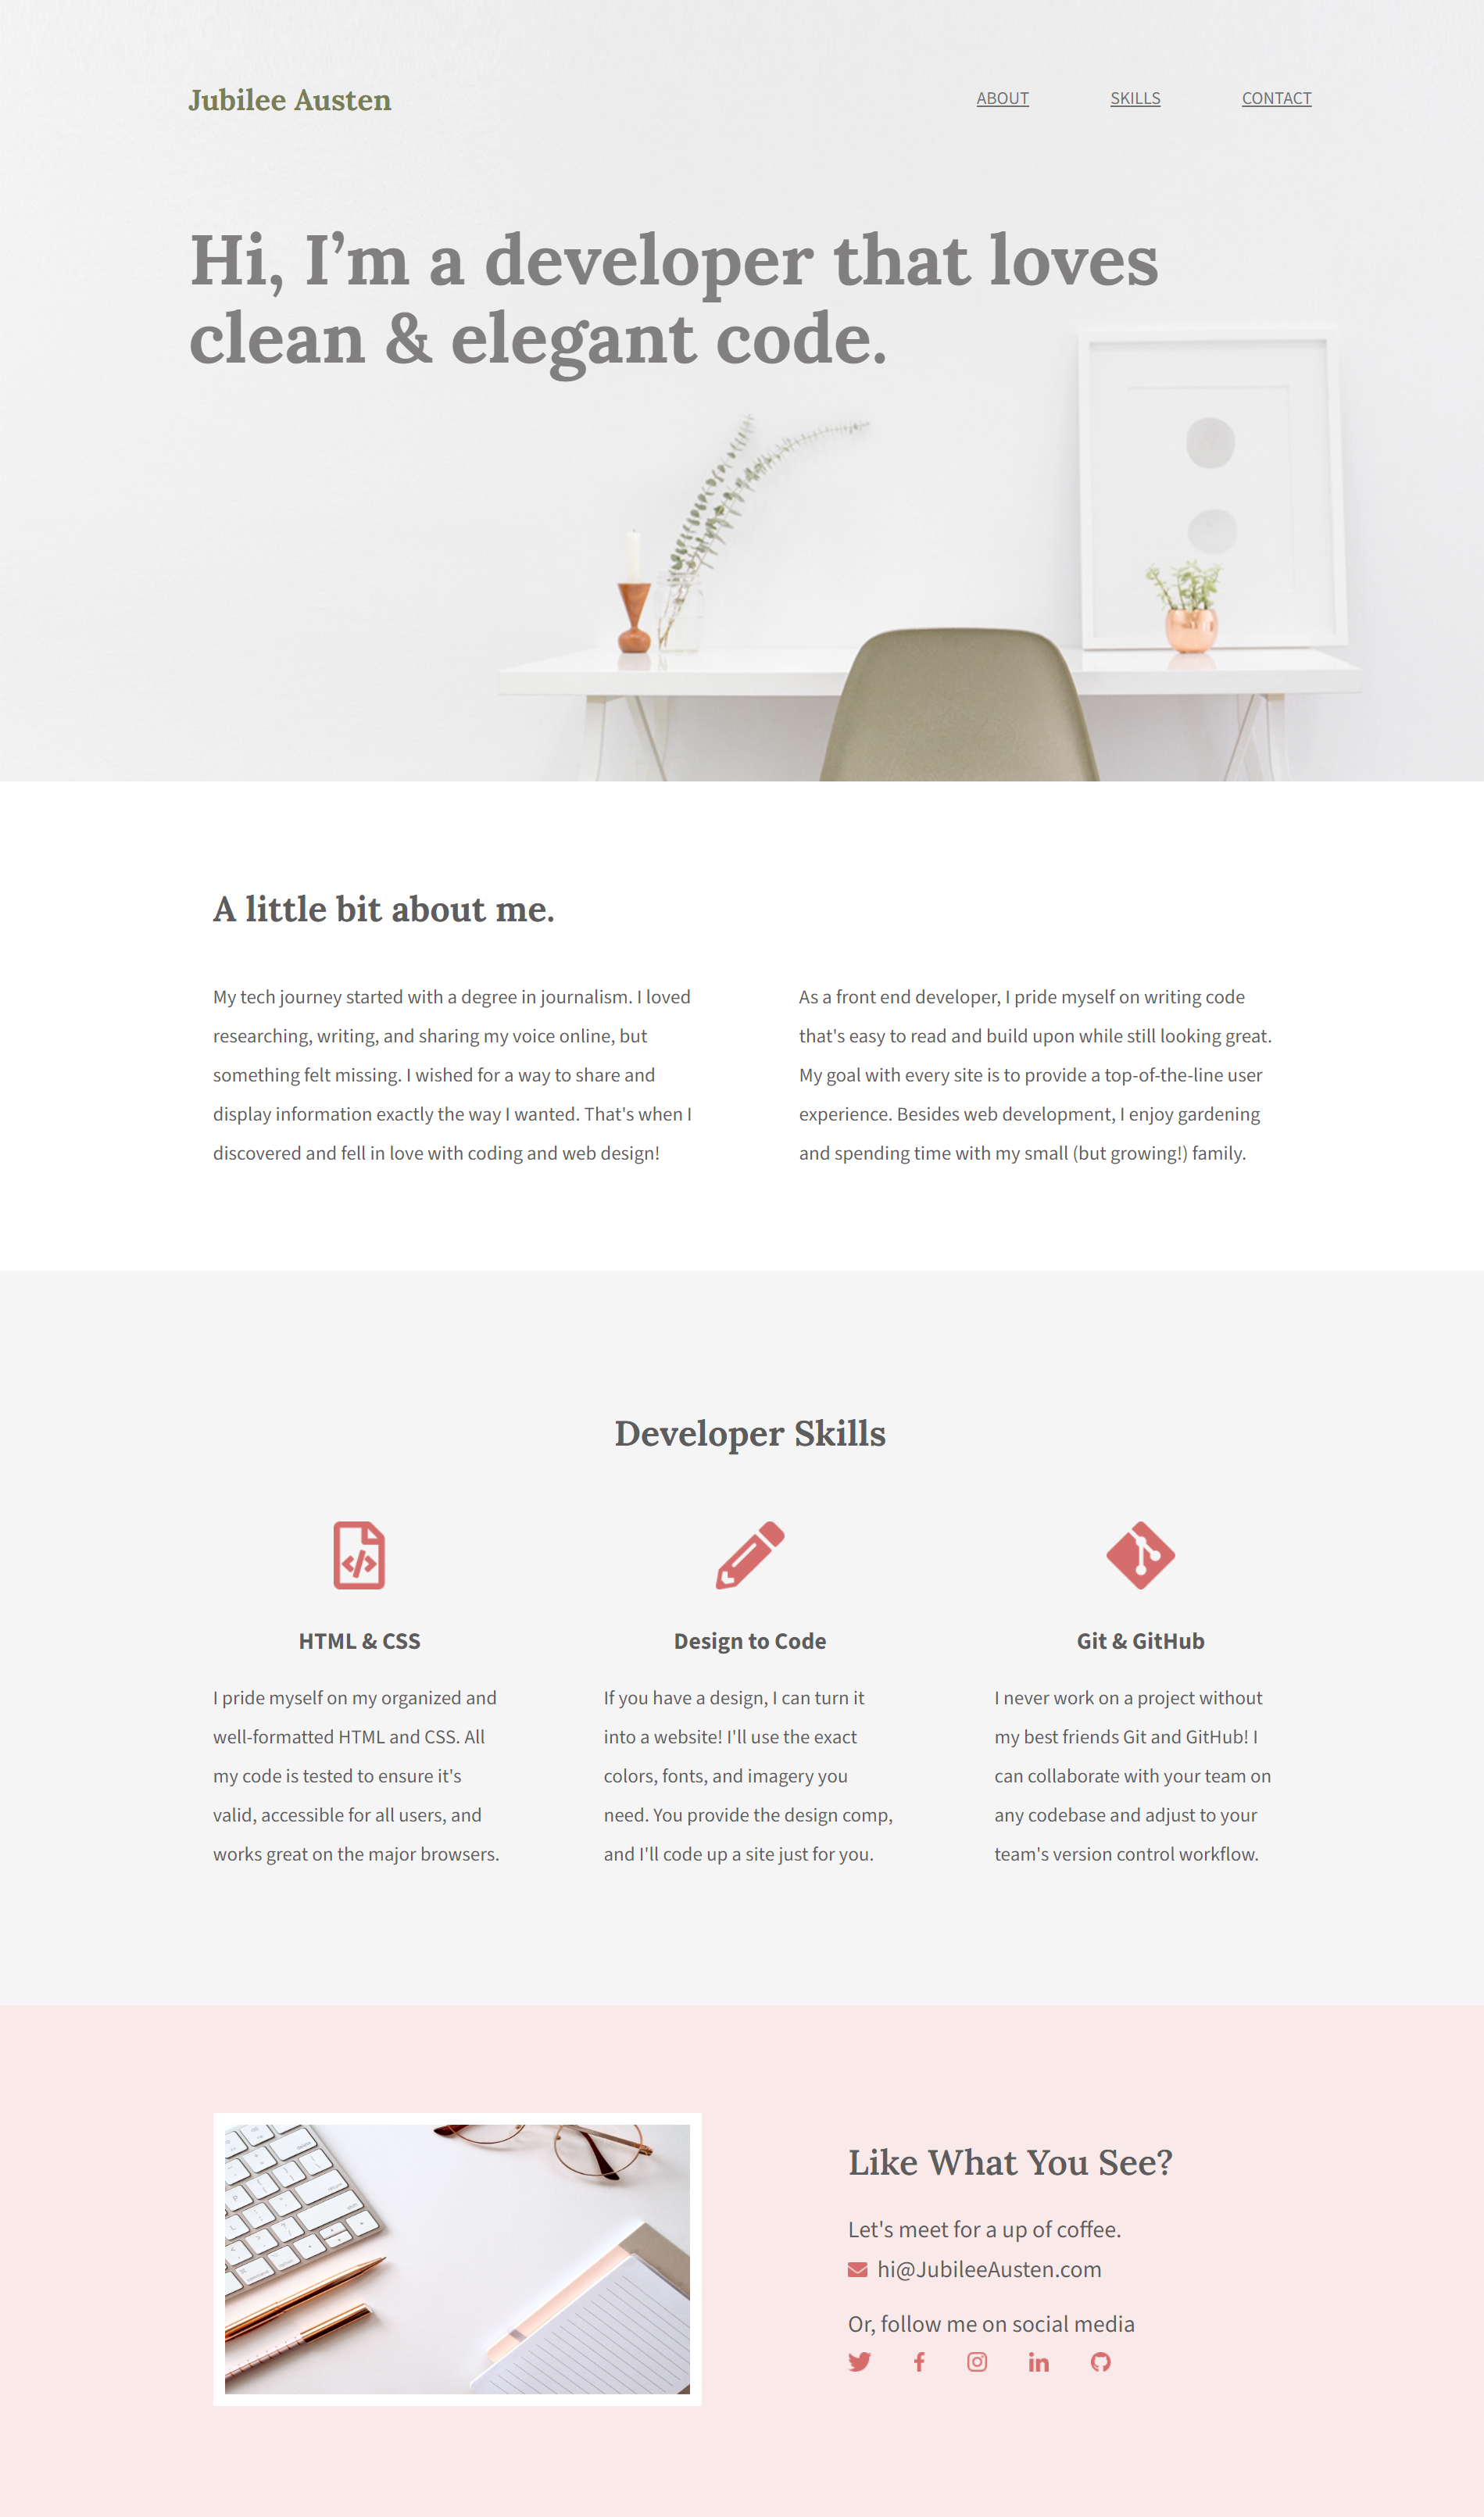 Jubilee Austen
ABOUT SKILLS CONTACT
Hi, I’m a developer that loves
clean & elegant code.
A little bit about me.
My tech journey started with a degree in journalism. I loved
researching, writing, and sharing my voice online, but
something felt missing. I wished for a way to share and
display information exactly the way I wanted. That's when I
discovered and fell in love with coding and web design!
As a front end developer, I pride myself on writing code
that's easy to read and build upon while still looking great.
My goal with every site is to provide a top-of-the-line user
experience. Besides web development, I enjoy gardening
and spending time with my small (but growing!) family.
Developer Skills
HTML & CSS
I pride myself on my organized and
well-formatted HTML and CSS. All
my code is tested to ensure it's
valid, accessible for all users, and
works great on the major browsers.
Design to Code
If you have a design, I can turn it
into a website! I'll use the exact
colors, fonts, and imagery you
need. You provide the design comp,
and I'll code up a site just for you.
Git & GitHub
I never work on a project without
my best friends Git and GitHub! I
can collaborate with your team on
any codebase and adjust to your
team's version control workflow.
Like What You See?
Let's meet for a up of coffee.
hi@JubileeAusten.com
Or, follow me on social media